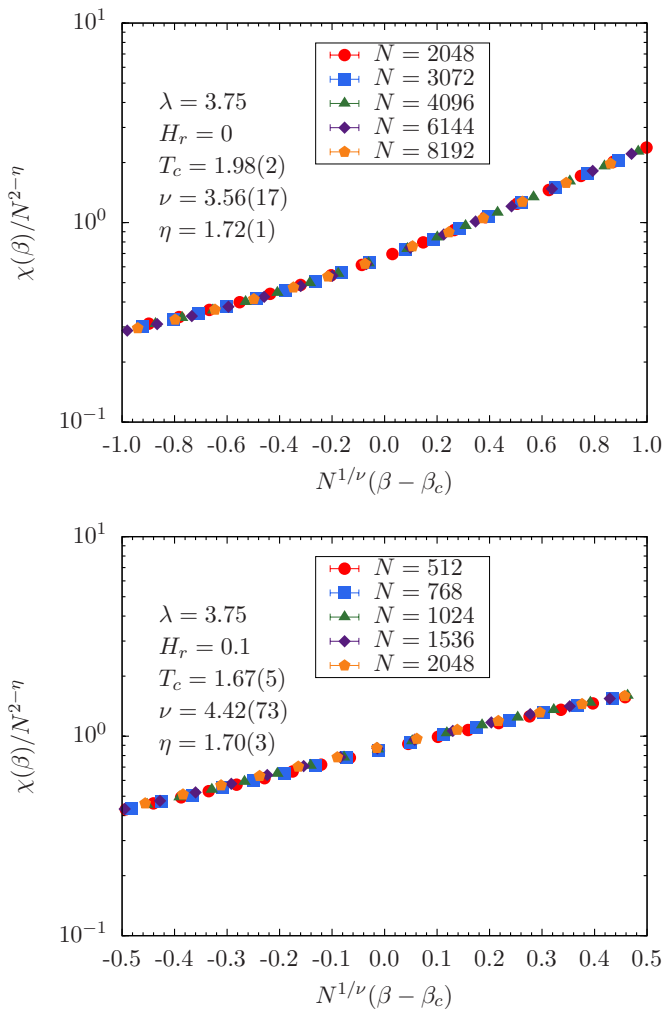 10^1
10^0
10^{-1}
χ(β)/N^{2−η}
N = 2048
N = 3072
N = 4096
N = 6144
N = 8192
λ = 3.75
H_r = 0
T_c = 1.98(2)
ν = 3.56(17)
η = 1.72(1)
-1.0 -0.8 -0.6 -0.4 -0.2 0.0 0.2 0.4 0.6 0.8 1.0
N^{1/ν}(β − β_c)
10^1
10^0
10^{-1}
χ(β)/N^{2−η}
N = 512
N = 768
N = 1024
N = 1536
N = 2048
λ = 3.75
H_r = 0.1
T_c = 1.67(5)
ν = 4.42(73)
η = 1.70(3)
-0.5 -0.4 -0.3 -0.2 -0.1 0.0 0.1 0.2 0.3 0.4 0.5
N^{1/ν}(β − β_c)